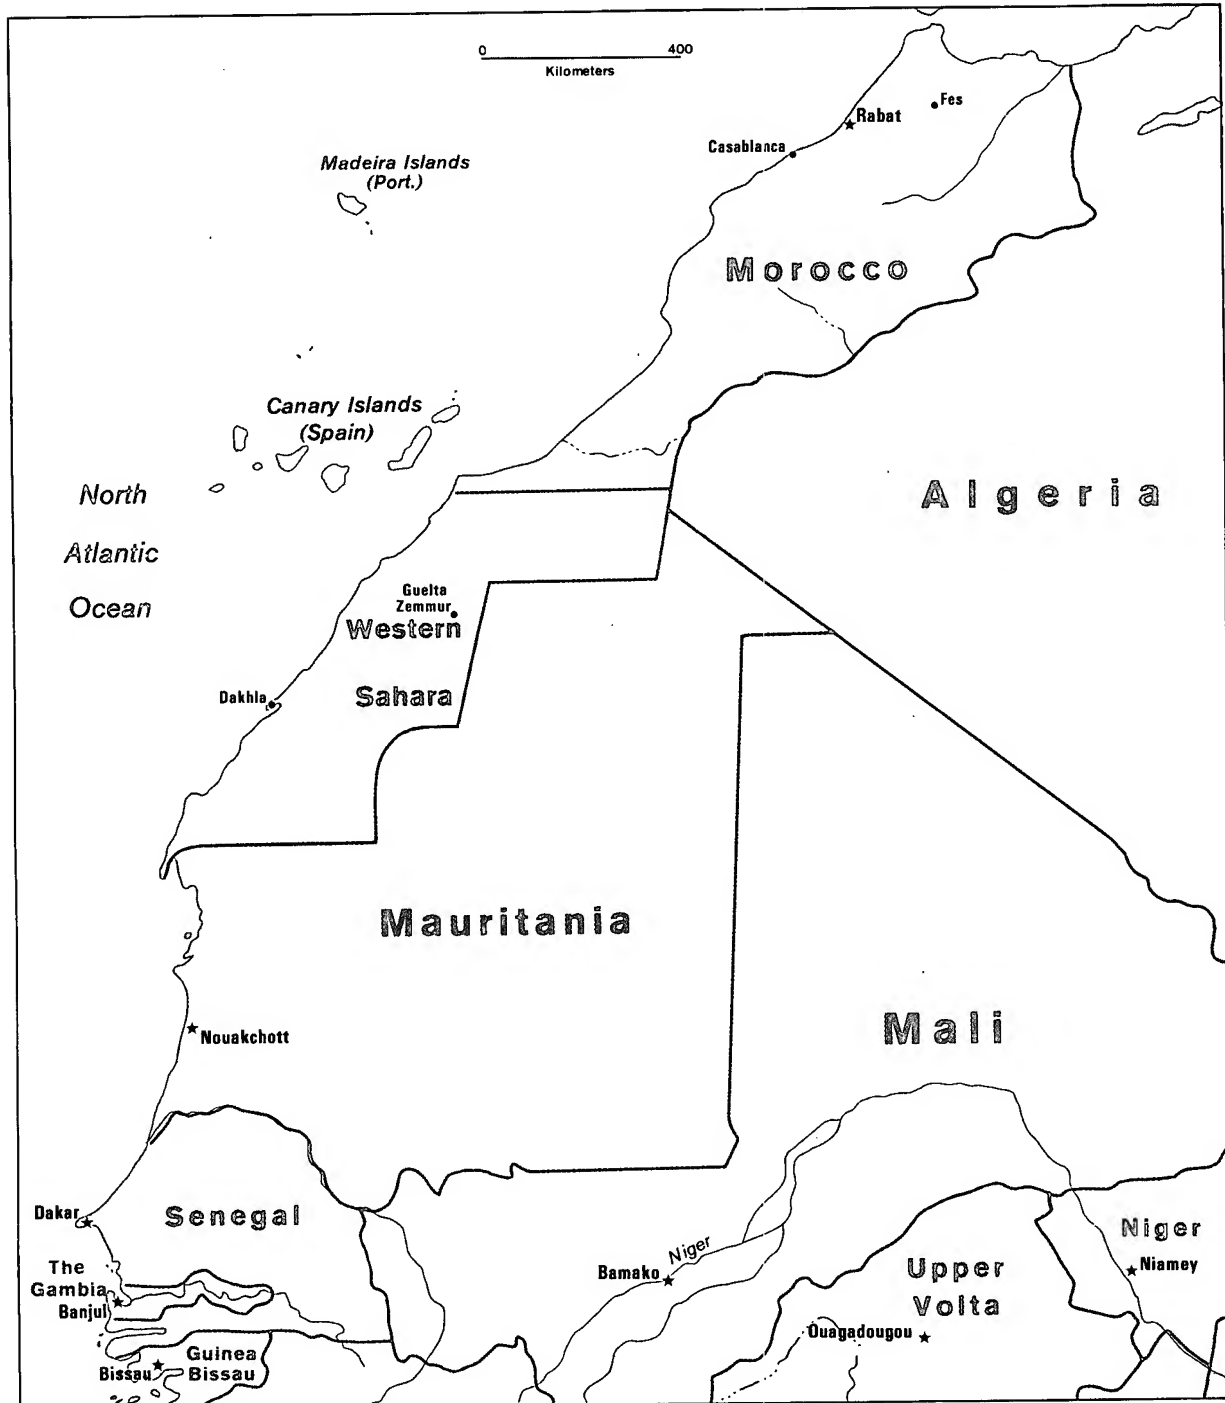 0 400
Kilometers
Fes
Rabat
Casablanca
Madeira Islands
(Port.)
Morocco
Canary Islands
(Spain)
North
Atlantic
Ocean
Algeria
Guelta
Zemmur
Western
Sahara
Dakhla
Mauritania
Mali
Nouakchott
Senegal
Dakar
The
Gambia
Banjul
Niger
Bamako
Niger
Niamey
Upper
Volta
Ouagadougou
Guinea
Bissau
Bissau